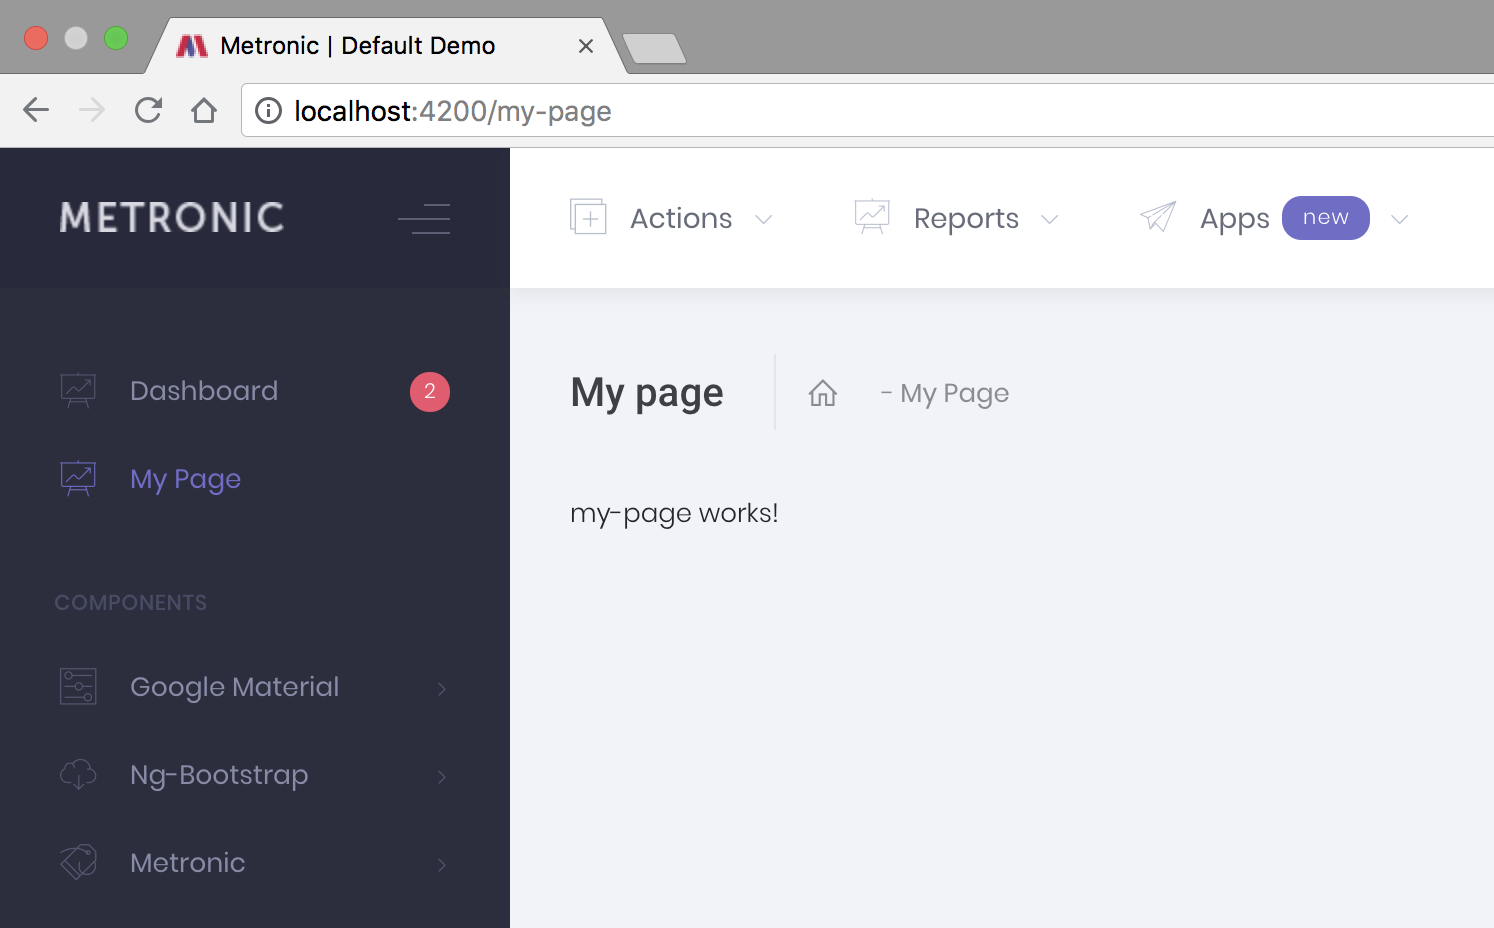 Metronic | Default Demo
localhost:4200/my-page
METRONIC
Actions
Reports
Apps new
Dashboard 2
My Page
COMPONENTS
Google Material
Ng-Bootstrap
Metronic
My page
- My Page
my-page works!